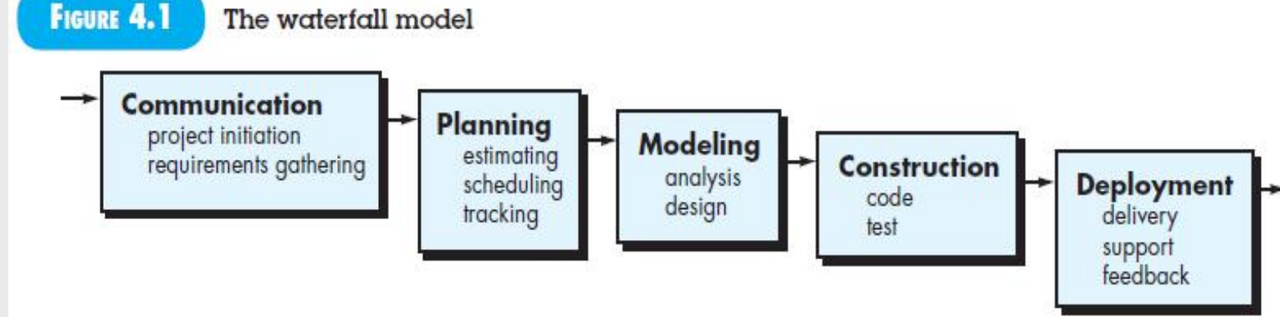 FIGURE 4.1 The waterfall model
Communication
project initiation
requirements gathering
Planning
estimating
scheduling
tracking
Modeling
analysis
design
Construction
code
test
Deployment
delivery
support
feedback